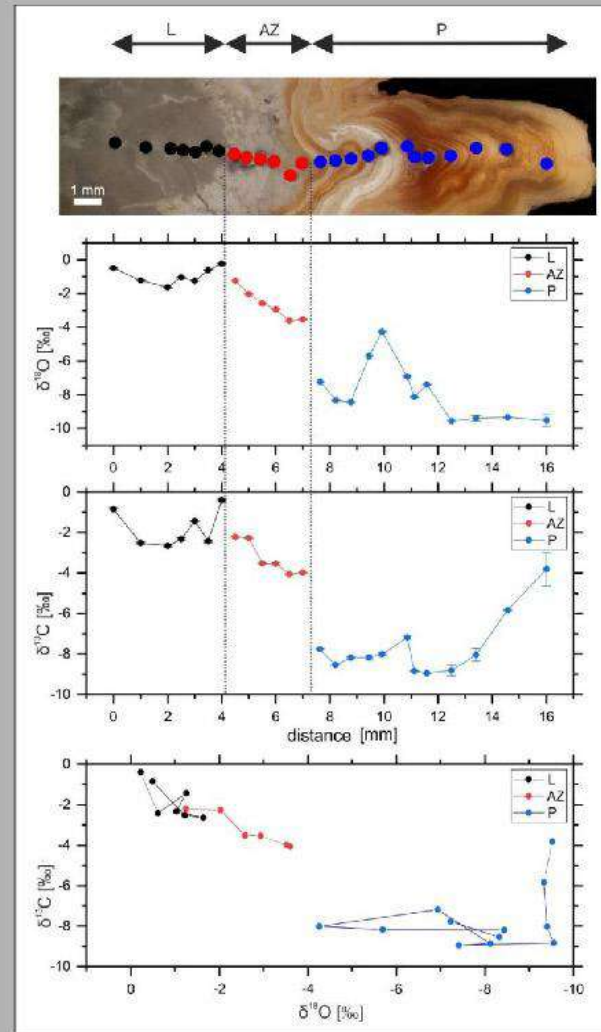 L AZ P
1 mm
0
-2
-4
-6
-8
-10
δ¹⁸O [‰]
L
AZ
P
0 2 4 6 8 10 12 14 16
0
-2
-4
-6
-8
-10
δ¹³C [‰]
L
AZ
P
0 2 4 6 8 10 12 14 16
distance [mm]
0
-2
-4
-6
-8
-10
δ¹³C [‰]
L
AZ
P
0 -2 -4 -6 -8 -10
δ¹⁸O [‰]